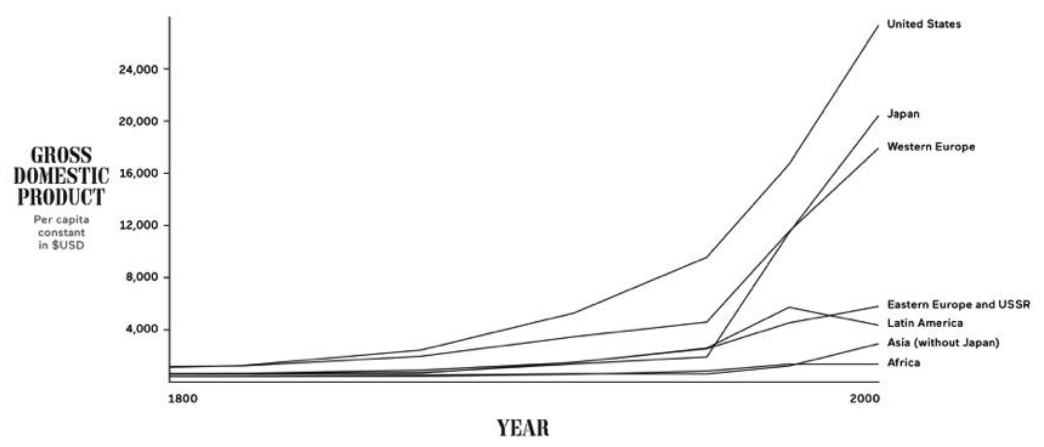 United States
24,000
20,000
Japan
Western Europe
GROSS
DOMESTIC
PRODUCT
Per capita
constant
in $USD
16,000
12,000
8,000
4,000
Eastern Europe and USSR
Latin America
Asia (without Japan)
Africa
1800
2000
YEAR